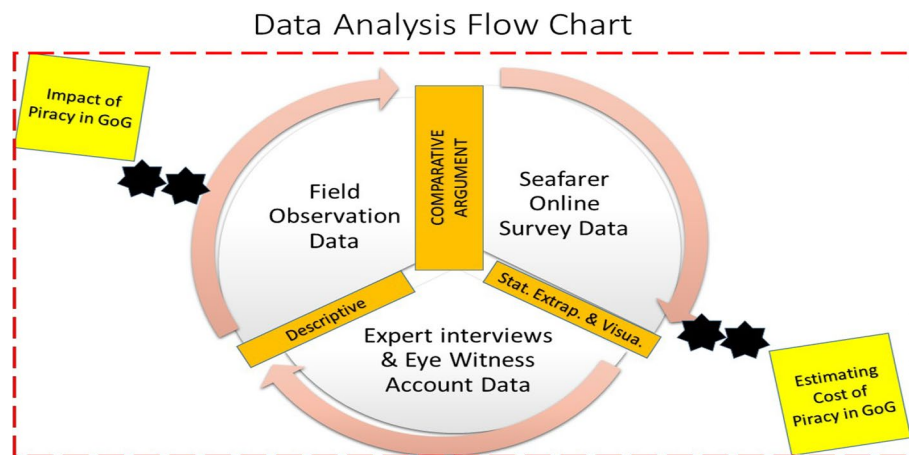 Data Analysis Flow Chart
Impact of
Piracy in GoG
Field
Observation
Data
COMPARATIVE
ARGUMENT
Seafarer
Online
Survey Data
Descriptive
Stat. Extrap. & Visua.
Expert interviews
& Eye Witness
Account Data
Estimating
Cost of
Piracy in GoG